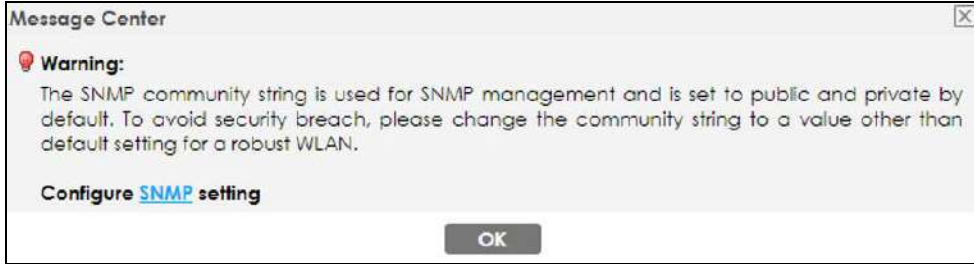 Message Center
Warning:
The SNMP community string is used for SNMP management and is set to public and private by
default. To avoid security breach, please change the community string to a value other than
default setting for a robust WLAN.
Configure SNMP setting
OK